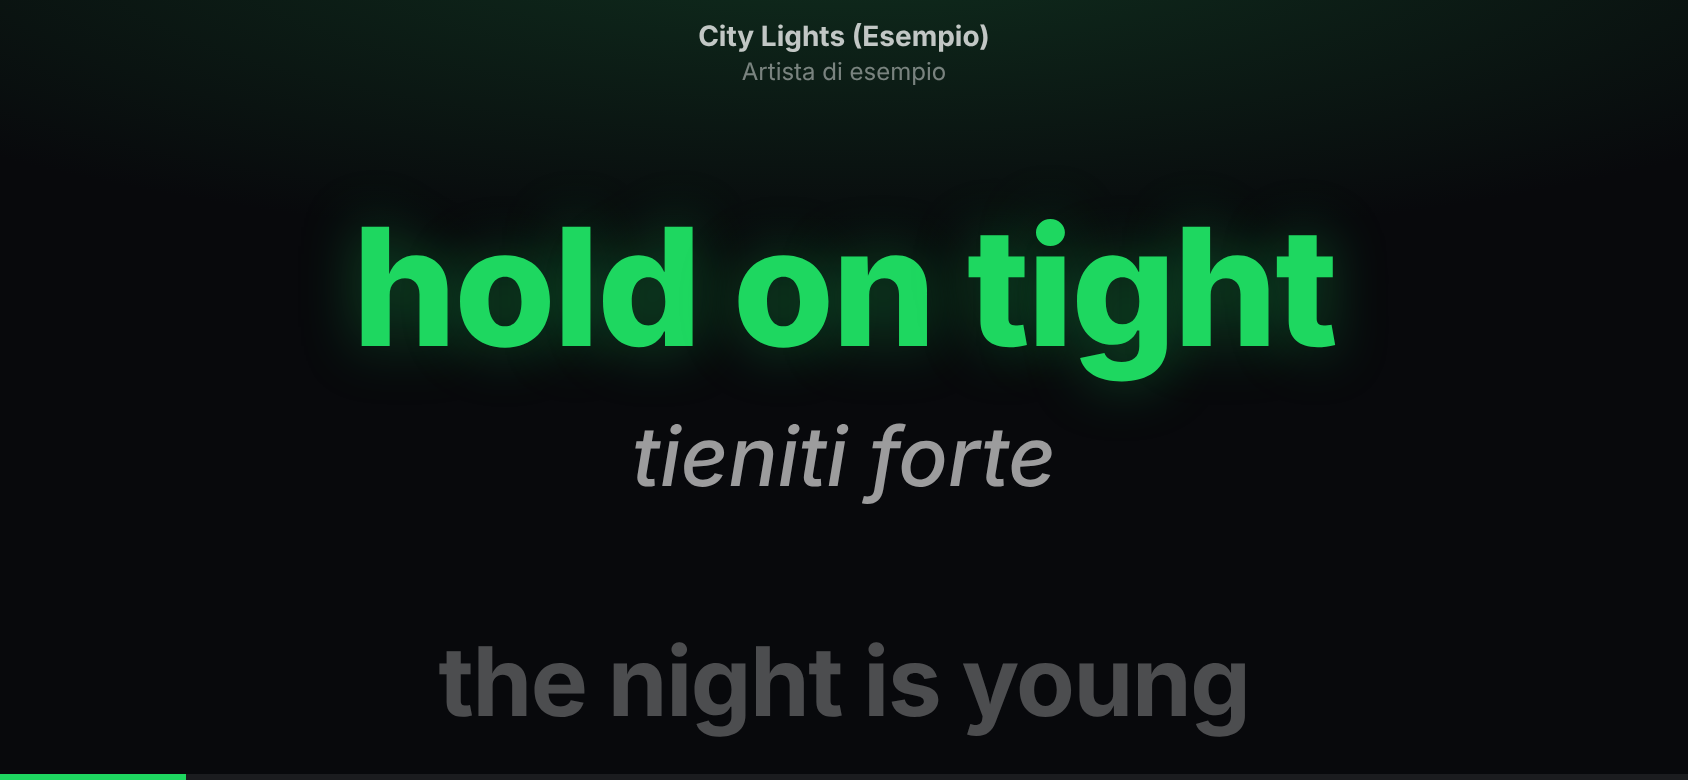 City Lights (Esempio)
Artista di esempio
hold on tight
tieniti forte
the night is young